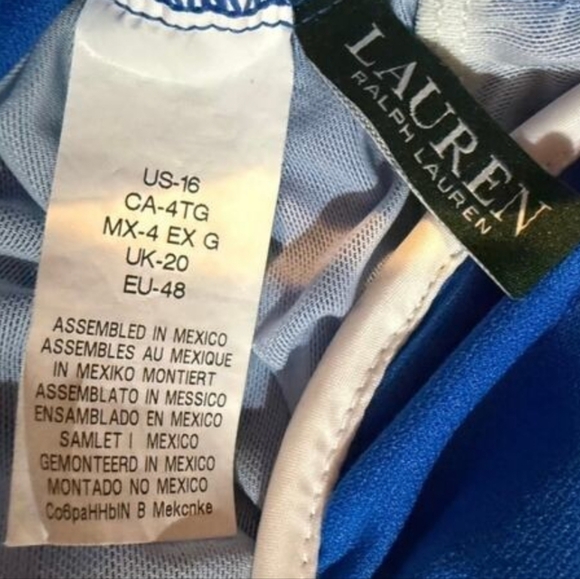 US-16
CA-4TG
MX-4 EX G
UK-20
EU-48
ASSEMBLED IN MEXICO
ASSEMBLES AU MEXIQUE
IN MEXIKO MONTIERT
ASSEMBLATO IN MESSICO
ENSAMBLADO EN MEXICO
SAMLET I MEXICO
GEMONTEERD IN MEXICO
MONTADO NO MEXICO
Co6paHHbIN B Mekcnke
LAUREN
RALPH LAUREN